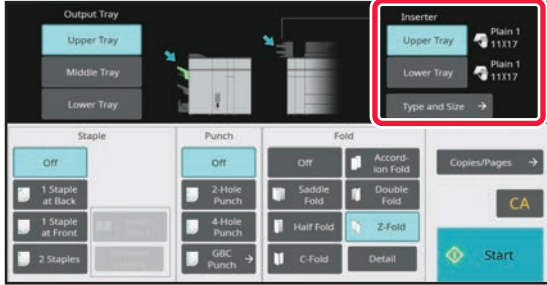 Output Tray
Upper Tray
Middle Tray
Lower Tray
Inserter
Upper Tray
Plain 1
11X17
Lower Tray
Plain 1
11X17
Type and Size
Staple
Off
1 Staple
at Back
1 Staple
at Front
2 Staples
Punch
Off
2-Hole
Punch
4-Hole
Punch
GBC
Punch
Fold
Off
Accord-
ion Fold
Saddle
Fold
Double
Fold
Half Fold
Z-Fold
C-Fold
Detail
Copies/Pages
CA
Start